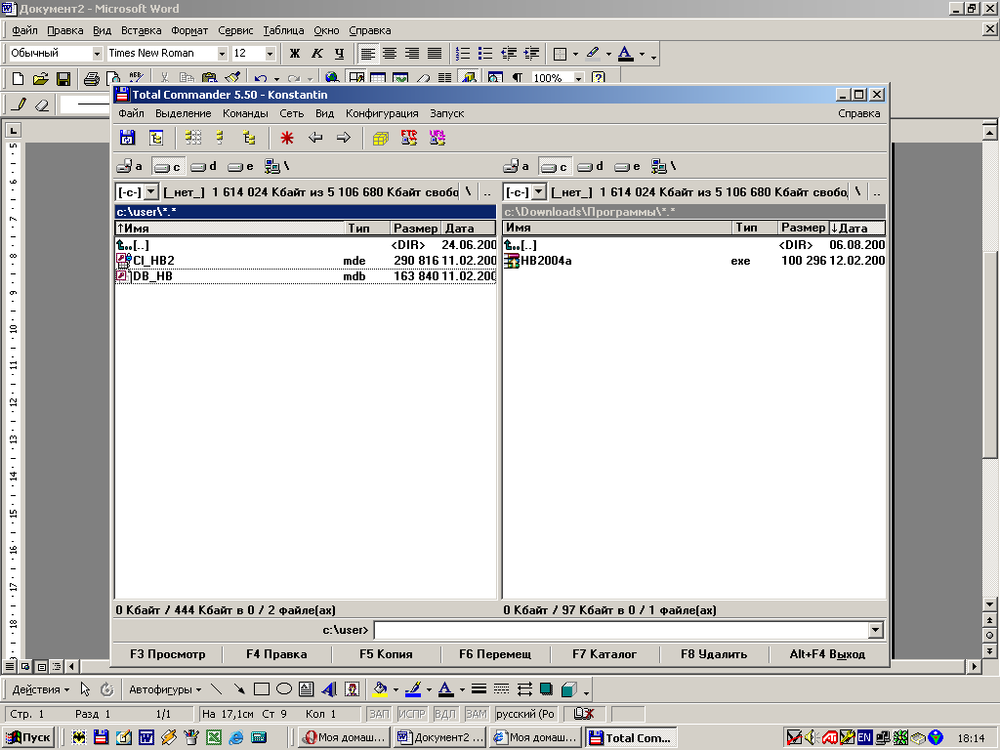 Документ2 - Microsoft Word
Файл Правка Вид Вставка Формат Сервис Таблица Окно Справка
Обычный Times New Roman 12 Ж К Ч
100%
Total Commander 5.50 - Konstantin
Файл Выделение Команды Сеть Вид Конфигурация Запуск Справка
a c d e \ a c d e \
[-c-] [_нет_] 1 614 024 Кбайт из 5 106 680 Кбайт свобо \ .. [-c-] [_нет_] 1 614 024 Кбайт из 5 106 680 Кбайт свобо \ ..
c:\user\*.* c:\Downloads\Программы\*.*
↑Имя Тип Размер Дата Имя Тип Размер ↓Дата
[..] <DIR> 24.06.200 [..] <DIR> 06.08.200
CI_HB2 mde 290 816 11.02.200 HB2004a exe 100 296 12.02.200
DB_HB mdb 163 840 11.02.200
0 Кбайт / 444 Кбайт в 0 / 2 файле(ах) 0 Кбайт / 97 Кбайт в 0 / 1 файле(ах)
c:\user>
F3 Просмотр F4 Правка F5 Копия F6 Перемещ F7 Каталог F8 Удалить Alt+F4 Выход
Действия Автофигуры
Стр. 1 Разд 1 1/1 На 17,1см Ст 9 Кол 1 ЗАП ИСПР ВДЛ ЗАМ русский (Ро
Пуск Моя домаш... Документ2 ... Моя домаш... Total Com... EN 18:14